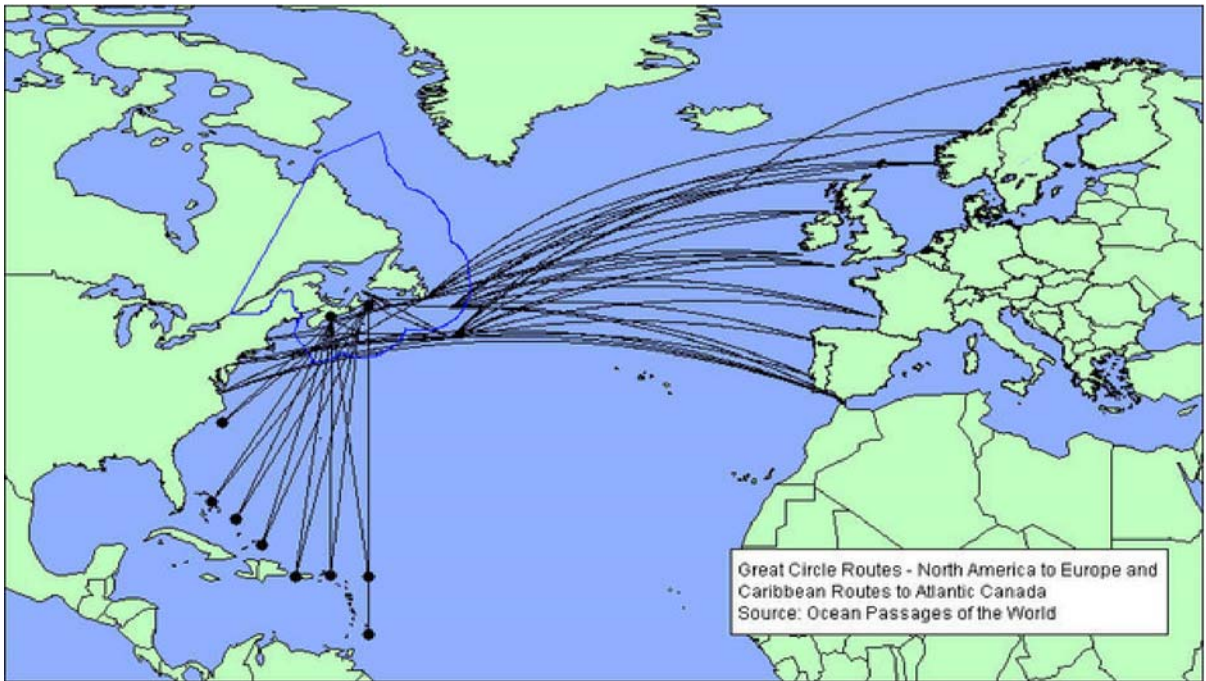 Great Circle Routes - North America to Europe and
Caribbean Routes to Atlantic Canada
Source: Ocean Passages of the World